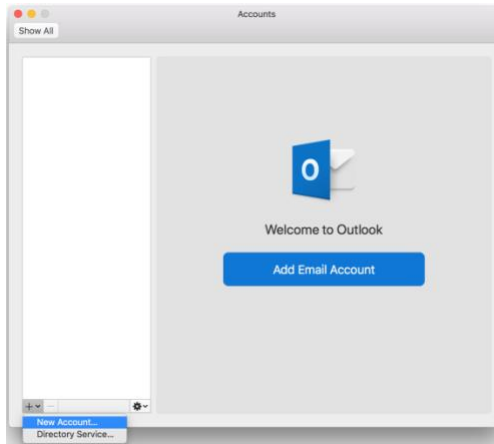 Accounts
Show All
O
Welcome to Outlook
Add Email Account
New Account...
Directory Service...